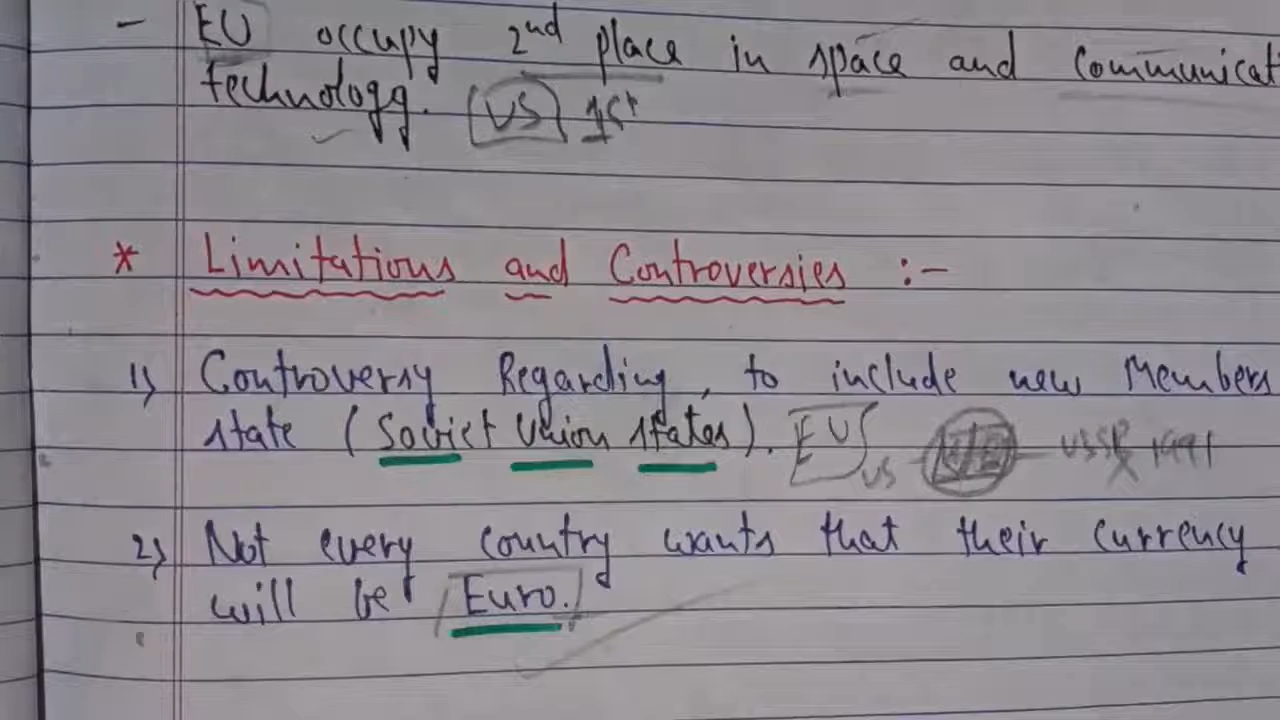 - EU occupy 2nd place in space and Communicat
technology. (US) 1st
* Limitations and Controversies :-
1) Controversy Regarding, to include new Members
state (Soviet Union states). EU US USSR 1991
2) Not every country wants that their currency
will be Euro.